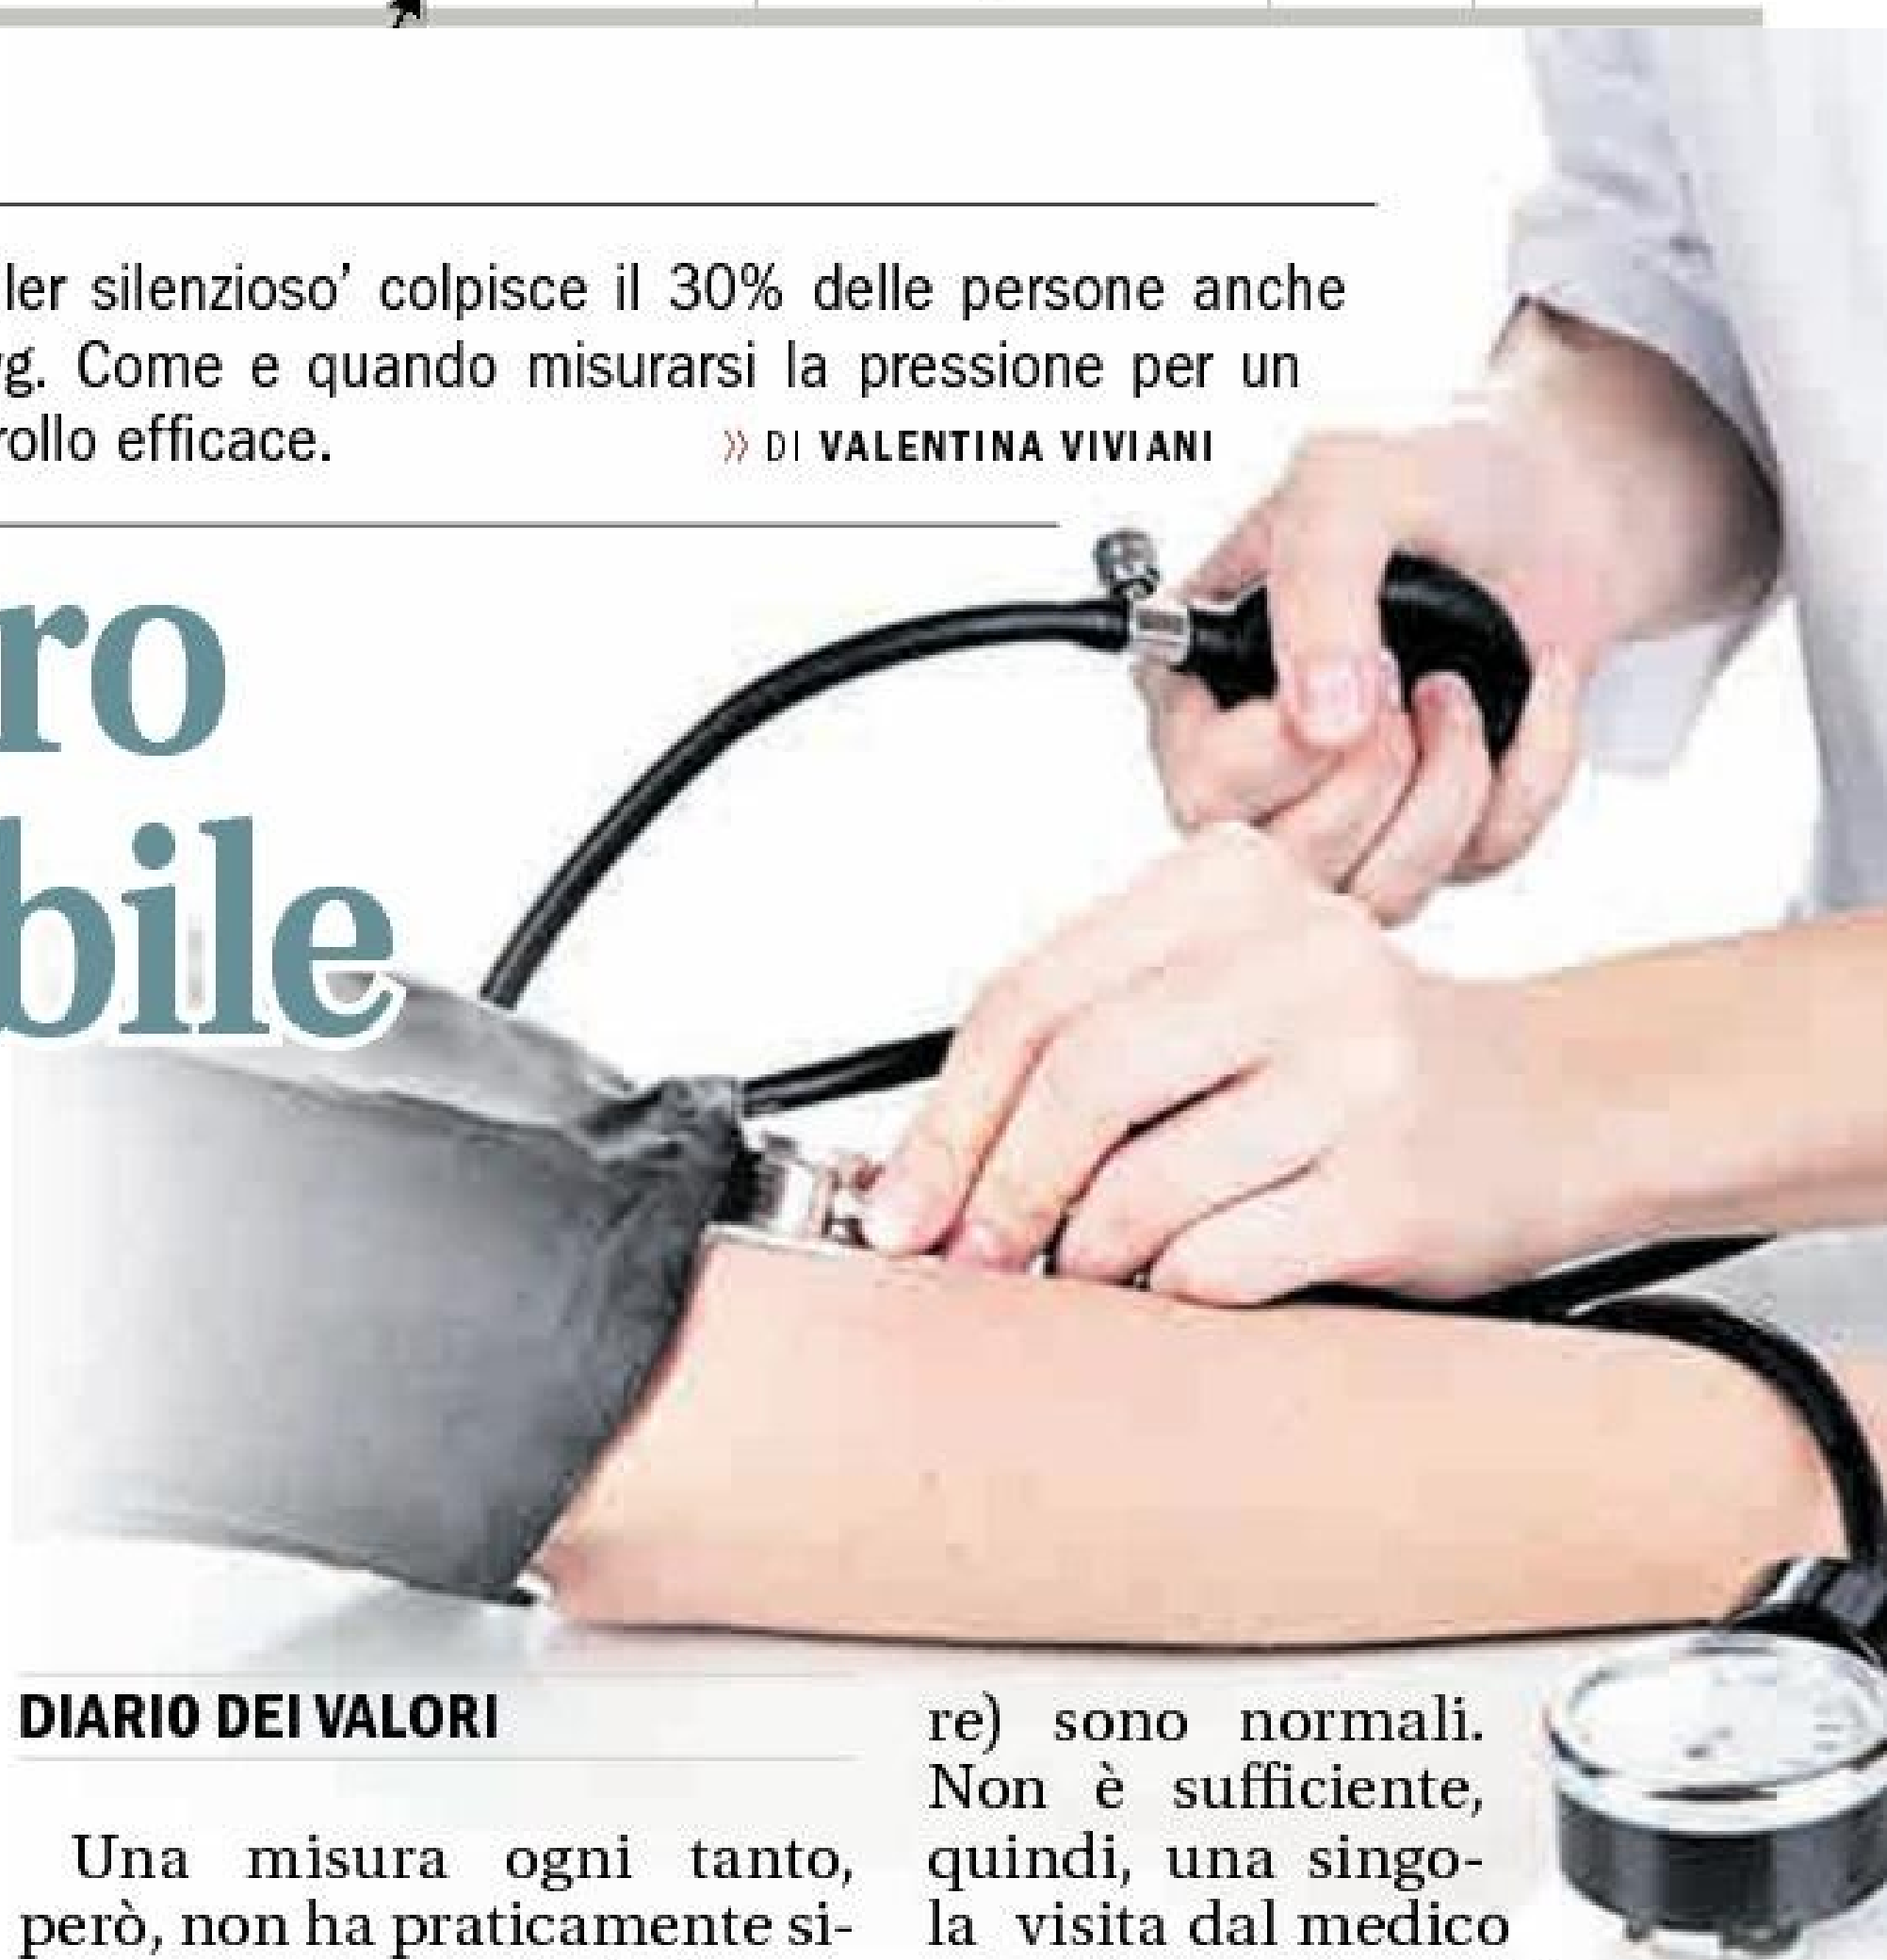 ler silenzioso’ colpisce il 30% delle persone anche
vg. Come e quando misurarsi la pressione per un
rollo efficace.
» DI VALENTINA VIVIANI
ro
bile
DIARIO DEI VALORI
Una misura ogni tanto,
però, non ha praticamente si-
re) sono normali.
Non è sufficiente,
quindi, una singo-
la visita dal medico